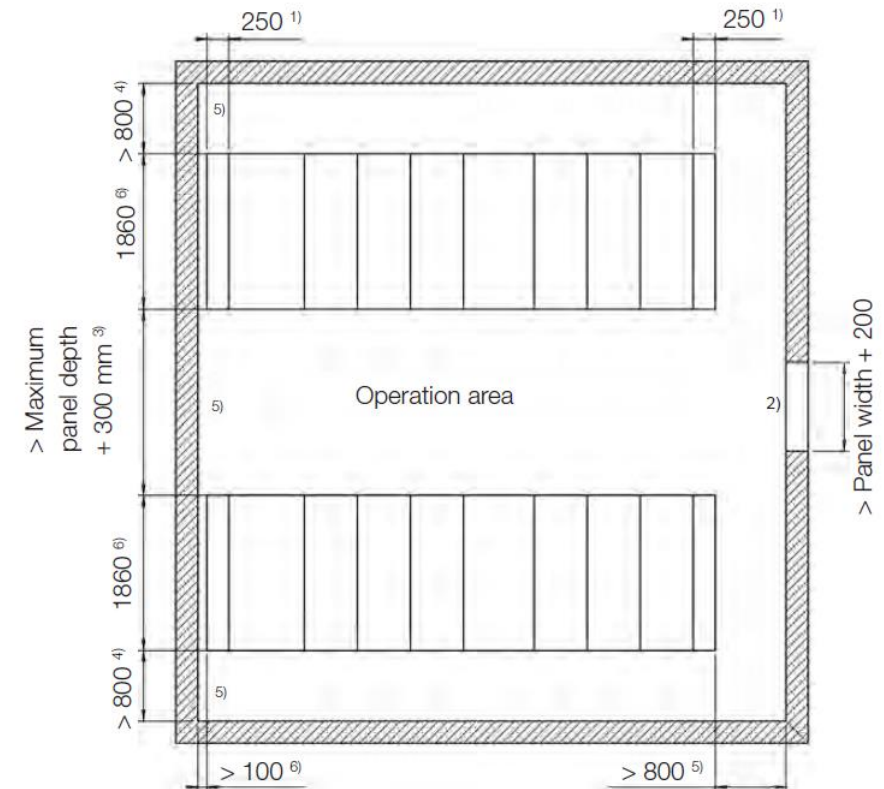 250 1)
250 1)
> 800 4)
5)
1860 6)
> Maximum
panel depth
+ 300 mm 3)
5)
Operation area
2)
> Panel width + 200
1860 6)
> 800 4)
5)
> 100 6)
> 800 5)